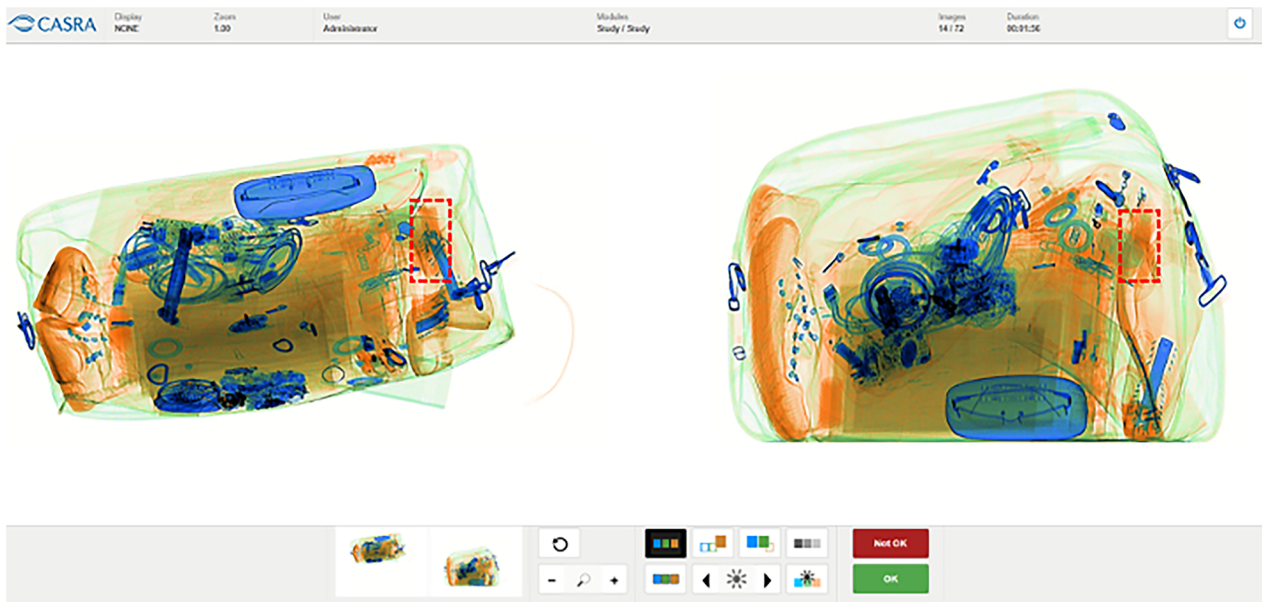 CASRA
Display
NONE
Zoom
1.00
User
Administrator
Modules
Study / Study
Images
14 / 72
Duration
00:01:56
Not OK
OK